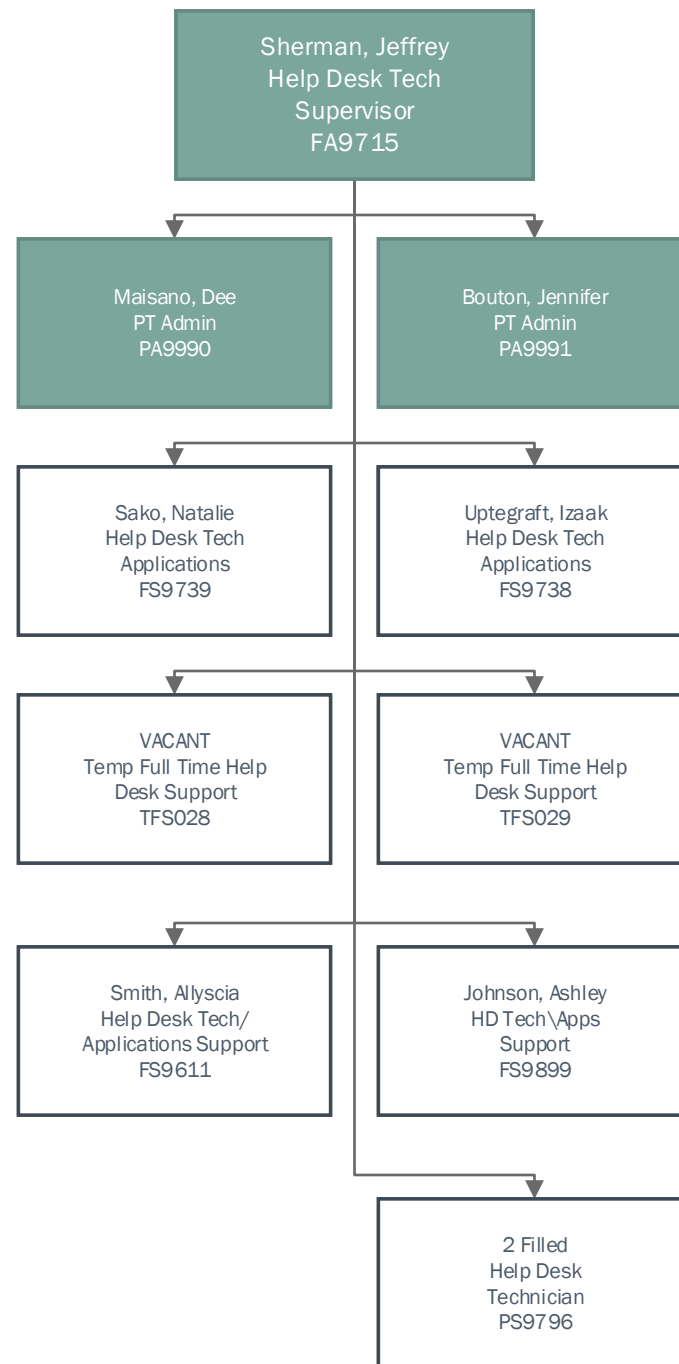 Sherman, Jeffrey
Help Desk Tech
Supervisor
FA9715
Maisano, Dee
PT Admin
PA9990
Bouton, Jennifer
PT Admin
PA9991
Sako, Natalie
Help Desk Tech
Applications
FS9739
Uptegraft, Izaak
Help Desk Tech
Applications
FS9738
VACANT
Temp Full Time Help
Desk Support
TFS028
VACANT
Temp Full Time Help
Desk Support
TFS029
Smith, Allyscia
Help Desk Tech/
Applications Support
FS9611
Johnson, Ashley
HD Tech\Apps
Support
FS9899
2 Filled
Help Desk
Technician
PS9796